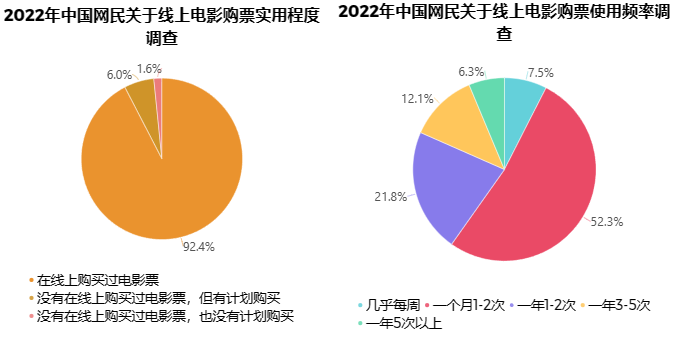 2022年中国网民关于线上电影购票实用程度
调查
1.6%
6.0%
92.4%
在线上购买过电影票
没有在线上购买过电影票，但有计划购买
没有在线上购买过电影票，也没有计划购买
2022年中国网民关于线上电影购票使用频率调
查
6.3%
7.5%
12.1%
21.8%
52.3%
几乎每周 一个月1-2次 一年1-2次 一年3-5次
一年5次以上